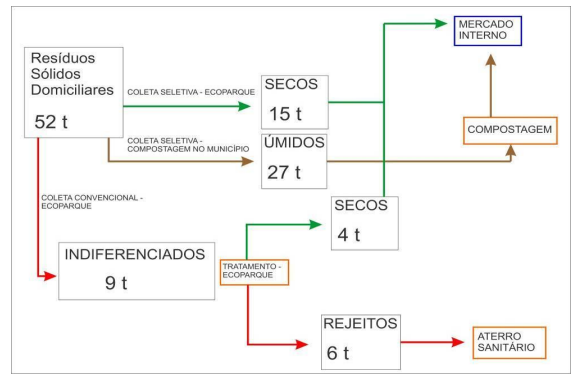 MERCADO
INTERNO
Resíduos
Sólidos
Domiciliares
52 t
COLETA SELETIVA - ECOPARQUE
SECOS
15 t
COLETA SELETIVA -
COMPOSTAGEM NO MUNICÍPIO
ÚMIDOS
27 t
COMPOSTAGEM
COLETA CONVENCIONAL -
ECOPARQUE
SECOS
4 t
INDIFERENCIADOS
9 t
TRATAMENTO -
ECOPARQUE
REJEITOS
6 t
ATERRO
SANITÁRIO